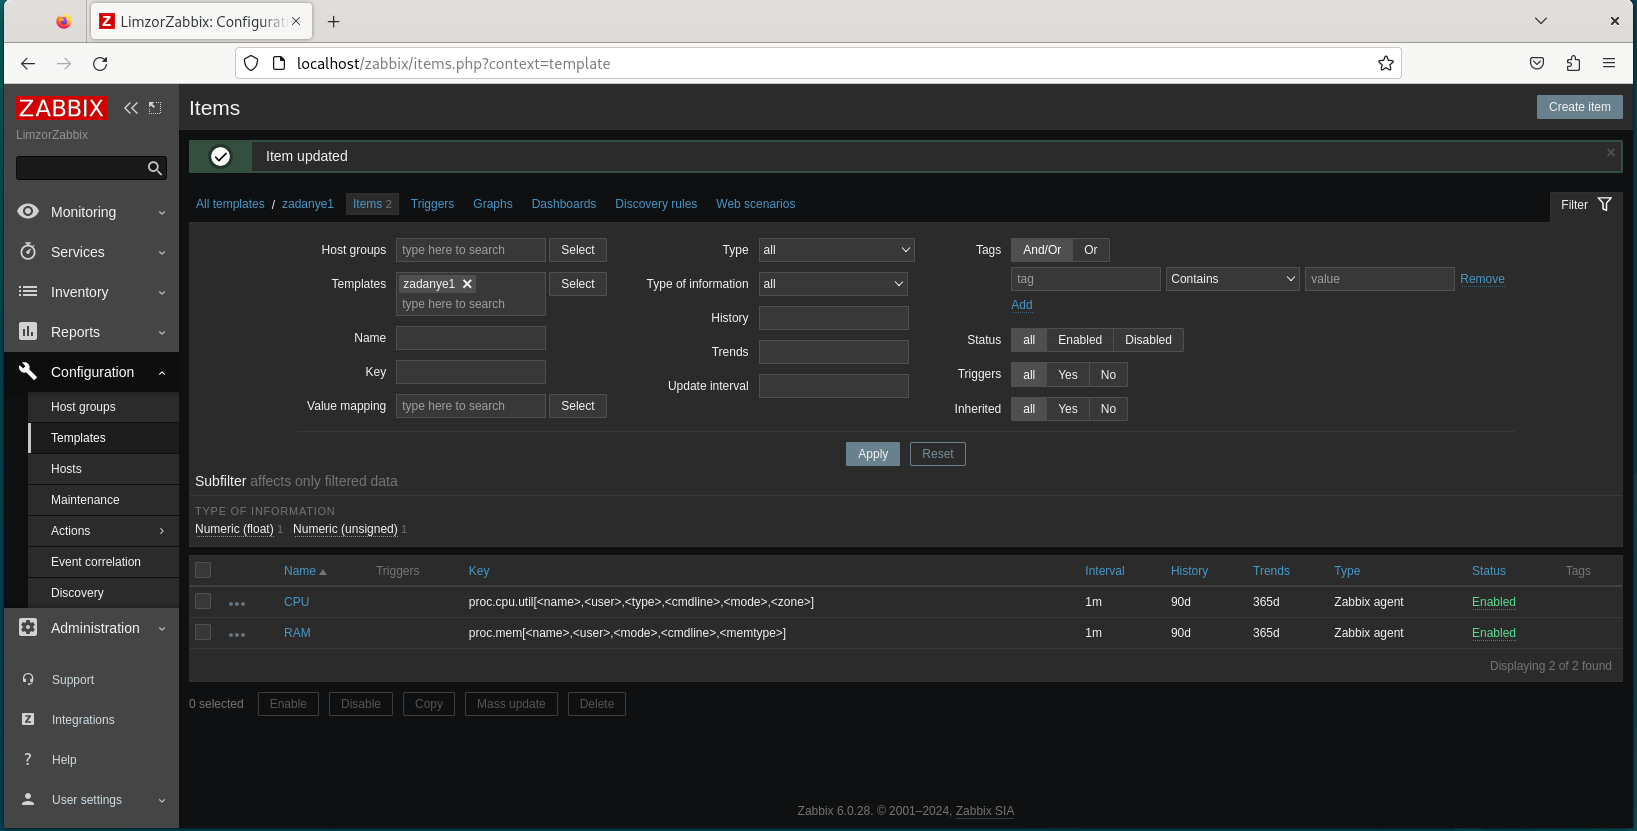 LimzorZabbix: Configurati
localhost/zabbix/items.php?context=template
ZABBIX
LimzorZabbix
Monitoring
Services
Inventory
Reports
Configuration
Host groups
Templates
Hosts
Maintenance
Actions
Event correlation
Discovery
Administration
Support
Integrations
Help
User settings
Items
Create item
Item updated
All templates / zadanye1 Items 2 Triggers Graphs Dashboards Discovery rules Web scenarios
Filter
Host groups type here to search Select
Templates zadanye1 Select
type here to search
Name
Key
Value mapping type here to search Select
Type all
Type of information all
History
Trends
Update interval
Tags And/Or Or
tag Contains value Remove
Add
Status all Enabled Disabled
Triggers all Yes No
Inherited all Yes No
Apply Reset
Subfilter affects only filtered data
TYPE OF INFORMATION
Numeric (float) 1 Numeric (unsigned) 1
Name Triggers Key Interval History Trends Type Status Tags
CPU proc.cpu.util[<name>,<user>,<type>,<cmdline>,<mode>,<zone>] 1m 90d 365d Zabbix agent Enabled
RAM proc.mem[<name>,<user>,<mode>,<cmdline>,<memtype>] 1m 90d 365d Zabbix agent Enabled
Displaying 2 of 2 found
0 selected Enable Disable Copy Mass update Delete
Zabbix 6.0.28. © 2001–2024, Zabbix SIA